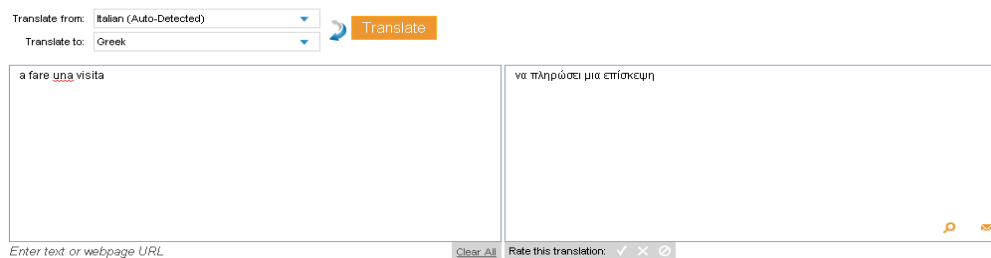 Translate from: Italian (Auto-Detected)
Translate
Translate to: Greek
a fare una visita
να πληρώσει μια επίσκεψη
Enter text or webpage URL
Clear All
Rate this translation: